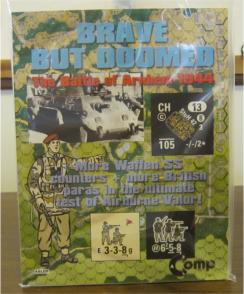 BRAVE
BUT DOOMED
The Battle of Arnhem 1944
CH
13
105
-/-/2*
More Waffen SS
counters + more British
paras in the ultimate
test of Airborne Valor!
E 3-3-8
6-5-8
Comp